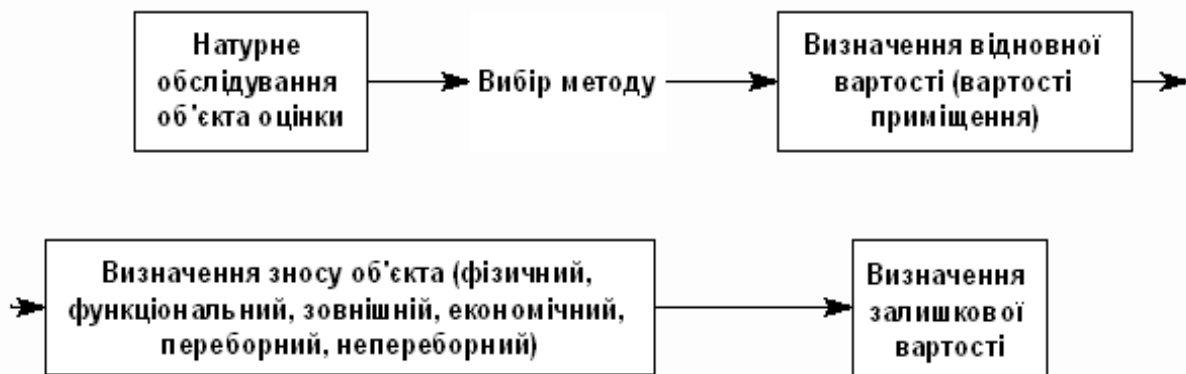 Натурне
обслідування
об'єкта оцінки
Вибір методу
Визначення відновної
вартості (вартості
приміщення)
Визначення зносу об'єкта (фізичний,
функціональний, зовнішній, економічний,
переборний, непереборний)
Визначення
залишкової
вартості